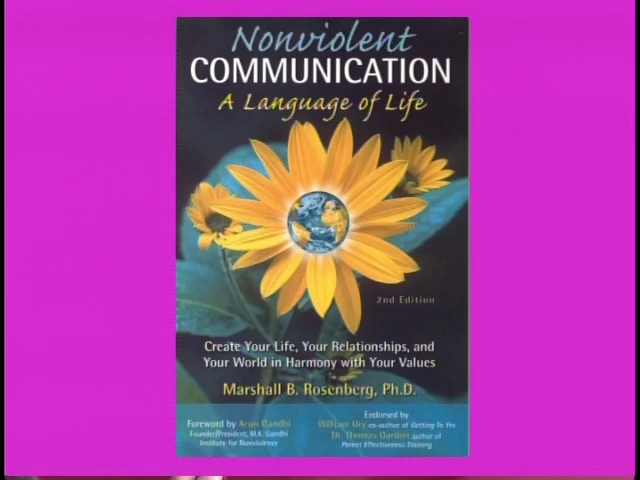 Nonviolent
COMMUNICATION
A Language of Life
2nd Edition
Create Your Life, Your Relationships, and
Your World in Harmony with Your Values
Marshall B. Rosenberg, Ph.D.
Foreword by Arun Gandhi
Founder/President, M.K. Gandhi
Institute for Nonviolence
Endorsed by
William Ury co-author of Getting To Yes
Dr. Thomas Gordon author of
Parent Effectiveness Training